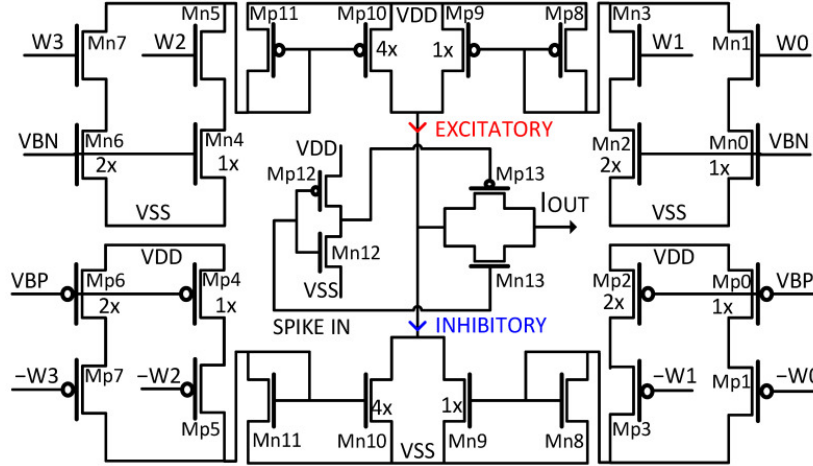 Mp11 Mp10 VDD Mp9 Mp8 Mn3
W3 Mn7 W2 Mn5 4x 1x W1 Mn1 W0
VBN Mn6 Mn4 EXCITATORY Mn2 Mn0 VBN
2x 1x VDD 2x 1x
Mp12 Mp13
VSS IOUT VSS
Mn12
VDD VSS Mn13 VDD
VBP Mp6 Mp4 Mp2 Mp0 VBP
2x 1x SPIKE IN INHIBITORY 2x 1x
−W3 Mp7 −W2 −W1 Mp1 −W0
Mp5 4x 1x Mp3
Mn11 Mn10 VSS Mn9 Mn8